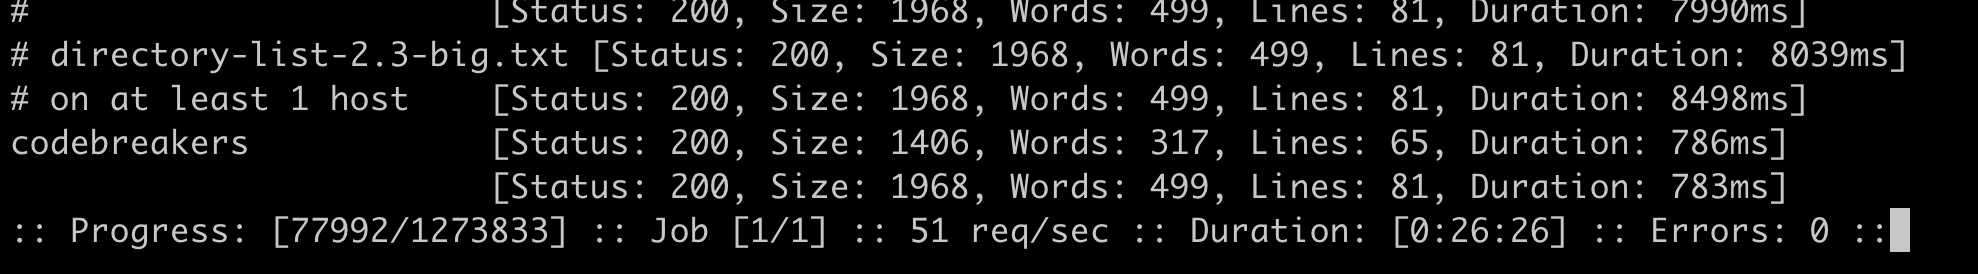 # [Status: 200, Size: 1968, Words: 499, Lines: 81, Duration: 7990ms]
# directory-list-2.3-big.txt [Status: 200, Size: 1968, Words: 499, Lines: 81, Duration: 8039ms]
# on at least 1 host [Status: 200, Size: 1968, Words: 499, Lines: 81, Duration: 8498ms]
codebreakers [Status: 200, Size: 1406, Words: 317, Lines: 65, Duration: 786ms]
[Status: 200, Size: 1968, Words: 499, Lines: 81, Duration: 783ms]
:: Progress: [77992/1273833] :: Job [1/1] :: 51 req/sec :: Duration: [0:26:26] :: Errors: 0 ::